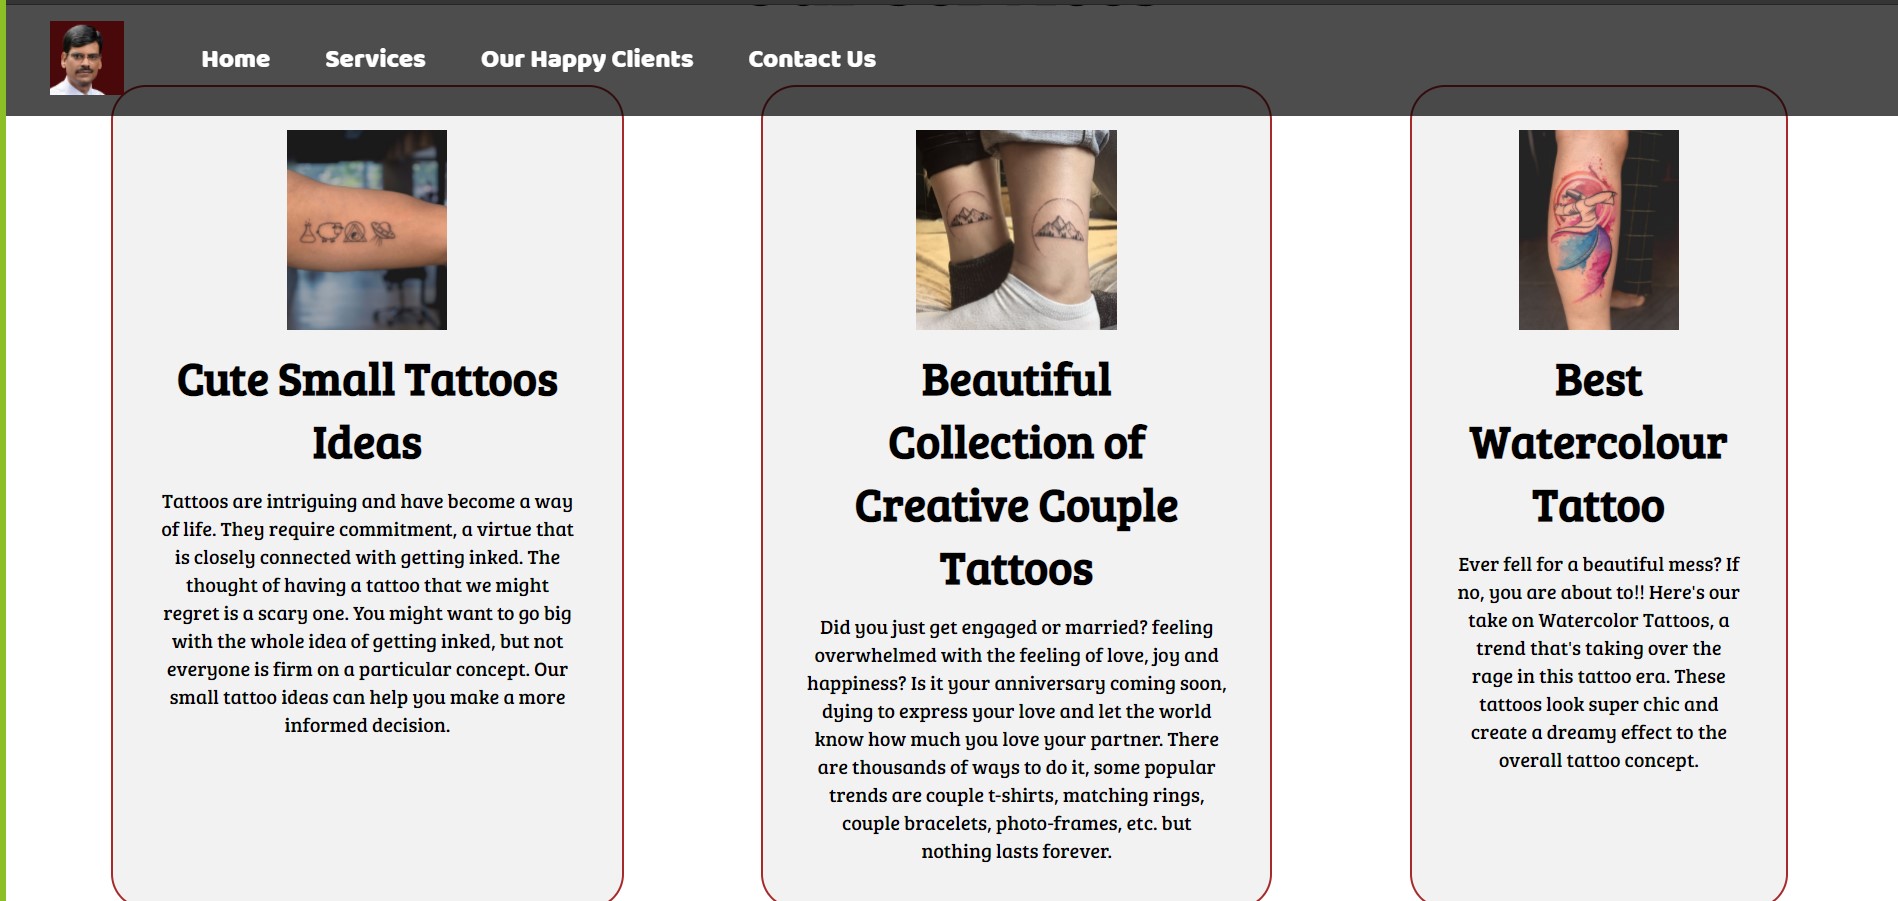 Home Services Our Happy Clients Contact Us
Cute Small Tattoos
Ideas
Tattoos are intriguing and have become a way
of life. They require commitment, a virtue that
is closely connected with getting inked. The
thought of having a tattoo that we might
regret is a scary one. You might want to go big
with the whole idea of getting inked, but not
everyone is firm on a particular concept. Our
small tattoo ideas can help you make a more
informed decision.
Beautiful
Collection of
Creative Couple
Tattoos
Did you just get engaged or married? feeling
overwhelmed with the feeling of love, joy and
happiness? Is it your anniversary coming soon,
dying to express your love and let the world
know how much you love your partner. There
are thousands of ways to do it, some popular
trends are couple t-shirts, matching rings,
couple bracelets, photo-frames, etc. but
nothing lasts forever.
Best
Watercolour
Tattoo
Ever fell for a beautiful mess? If
no, you are about to!! Here's our
take on Watercolor Tattoos, a
trend that's taking over the
rage in this tattoo era. These
tattoos look super chic and
create a dreamy effect to the
overall tattoo concept.